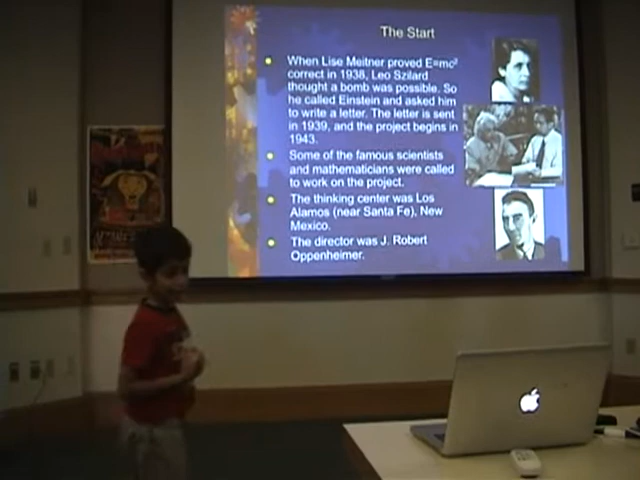 The Start
When Lise Meitner proved E=mc²
correct in 1938, Leo Szilard
thought a bomb was possible. So
he called Einstein and asked him
to write a letter. The letter is sent
in 1939, and the project begins in
1943.
Some of the famous scientists
and mathematicians were called
to work on the project.
The thinking center was Los
Alamos (near Santa Fe), New
Mexico.
The director was J. Robert
Oppenheimer.